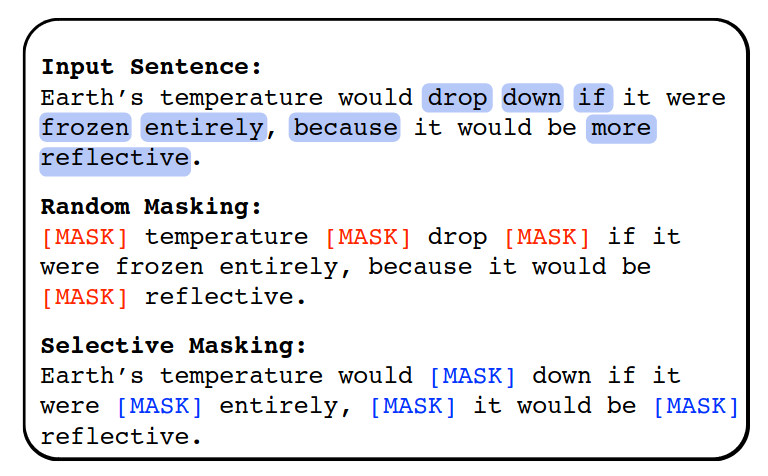 Input Sentence:
Earth’s temperature would drop down if it were
frozen entirely, because it would be more
reflective.
Random Masking:
[MASK] temperature [MASK] drop [MASK] if it
were frozen entirely, because it would be
[MASK] reflective.
Selective Masking:
Earth’s temperature would [MASK] down if it
were [MASK] entirely, [MASK] it would be [MASK]
reflective.